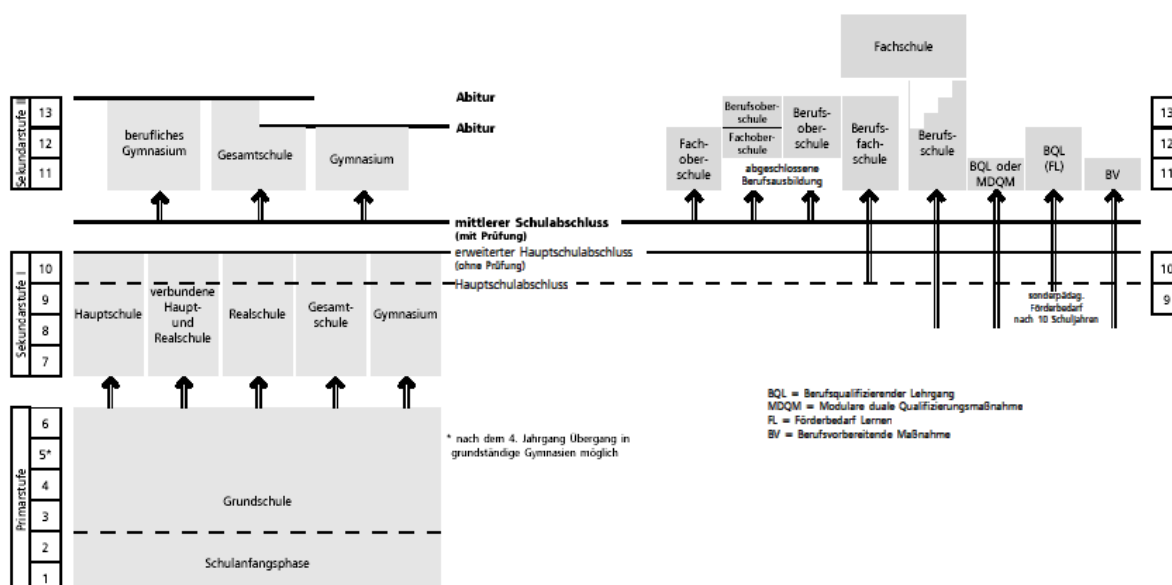 Fachschule
Sekundarstufe II
13
12
11
berufliches
Gymnasium
Gesamtschule
Gymnasium
Abitur
Abitur
Fach-
ober-
schule
Berufsober-
schule
Fachober-
schule
Berufs-
ober-
schule
abgeschlossene
Berufsausbildung
Berufs-
fach-
schule
Berufs-
schule
BQL oder
MDQM
BQL
(FL)
BV
13
12
11
mittlerer Schulabschluss
(mit Prüfung)
erweiterter Hauptschulabschluss
(ohne Prüfung)
Hauptschulabschluss
Sekundarstufe I
10
9
8
7
Hauptschule
verbundene
Haupt-
und
Realschule
Realschule
Gesamt-
schule
Gymnasium
sonderpädag.
Förderbedarf
nach 10 Schuljahren
10
9
BQL = Berufsqualifizierender Lehrgang
MDQM = Modulare duale Qualifizierungsmaßnahme
FL = Förderbedarf Lernen
BV = Berufsvorbereitende Maßnahme
Primarstufe
6
5*
4
3
2
1
* nach dem 4. Jahrgang Übergang in
grundständige Gymnasien möglich
Grundschule
Schulanfangsphase